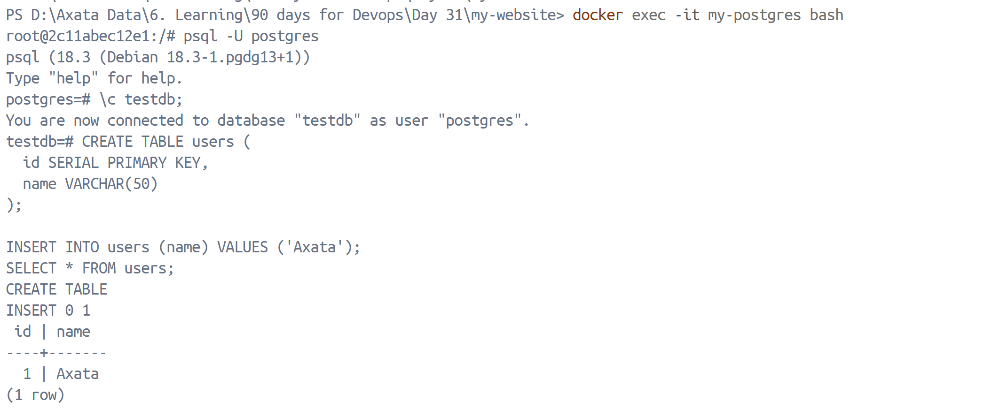 PS D:\Axata Data\6. Learning\90 days for Devops\Day 31\my-website> docker exec -it my-postgres bash
root@2c11abec12e1:/# psql -U postgres
psql (18.3 (Debian 18.3-1.pgdg13+1))
Type "help" for help.
postgres=# \c testdb;
You are now connected to database "testdb" as user "postgres".
testdb=# CREATE TABLE users (
  id SERIAL PRIMARY KEY,
  name VARCHAR(50)
);
INSERT INTO users (name) VALUES ('Axata');
SELECT * FROM users;
CREATE TABLE
INSERT 0 1
 id | name
----+-------
  1 | Axata
(1 row)